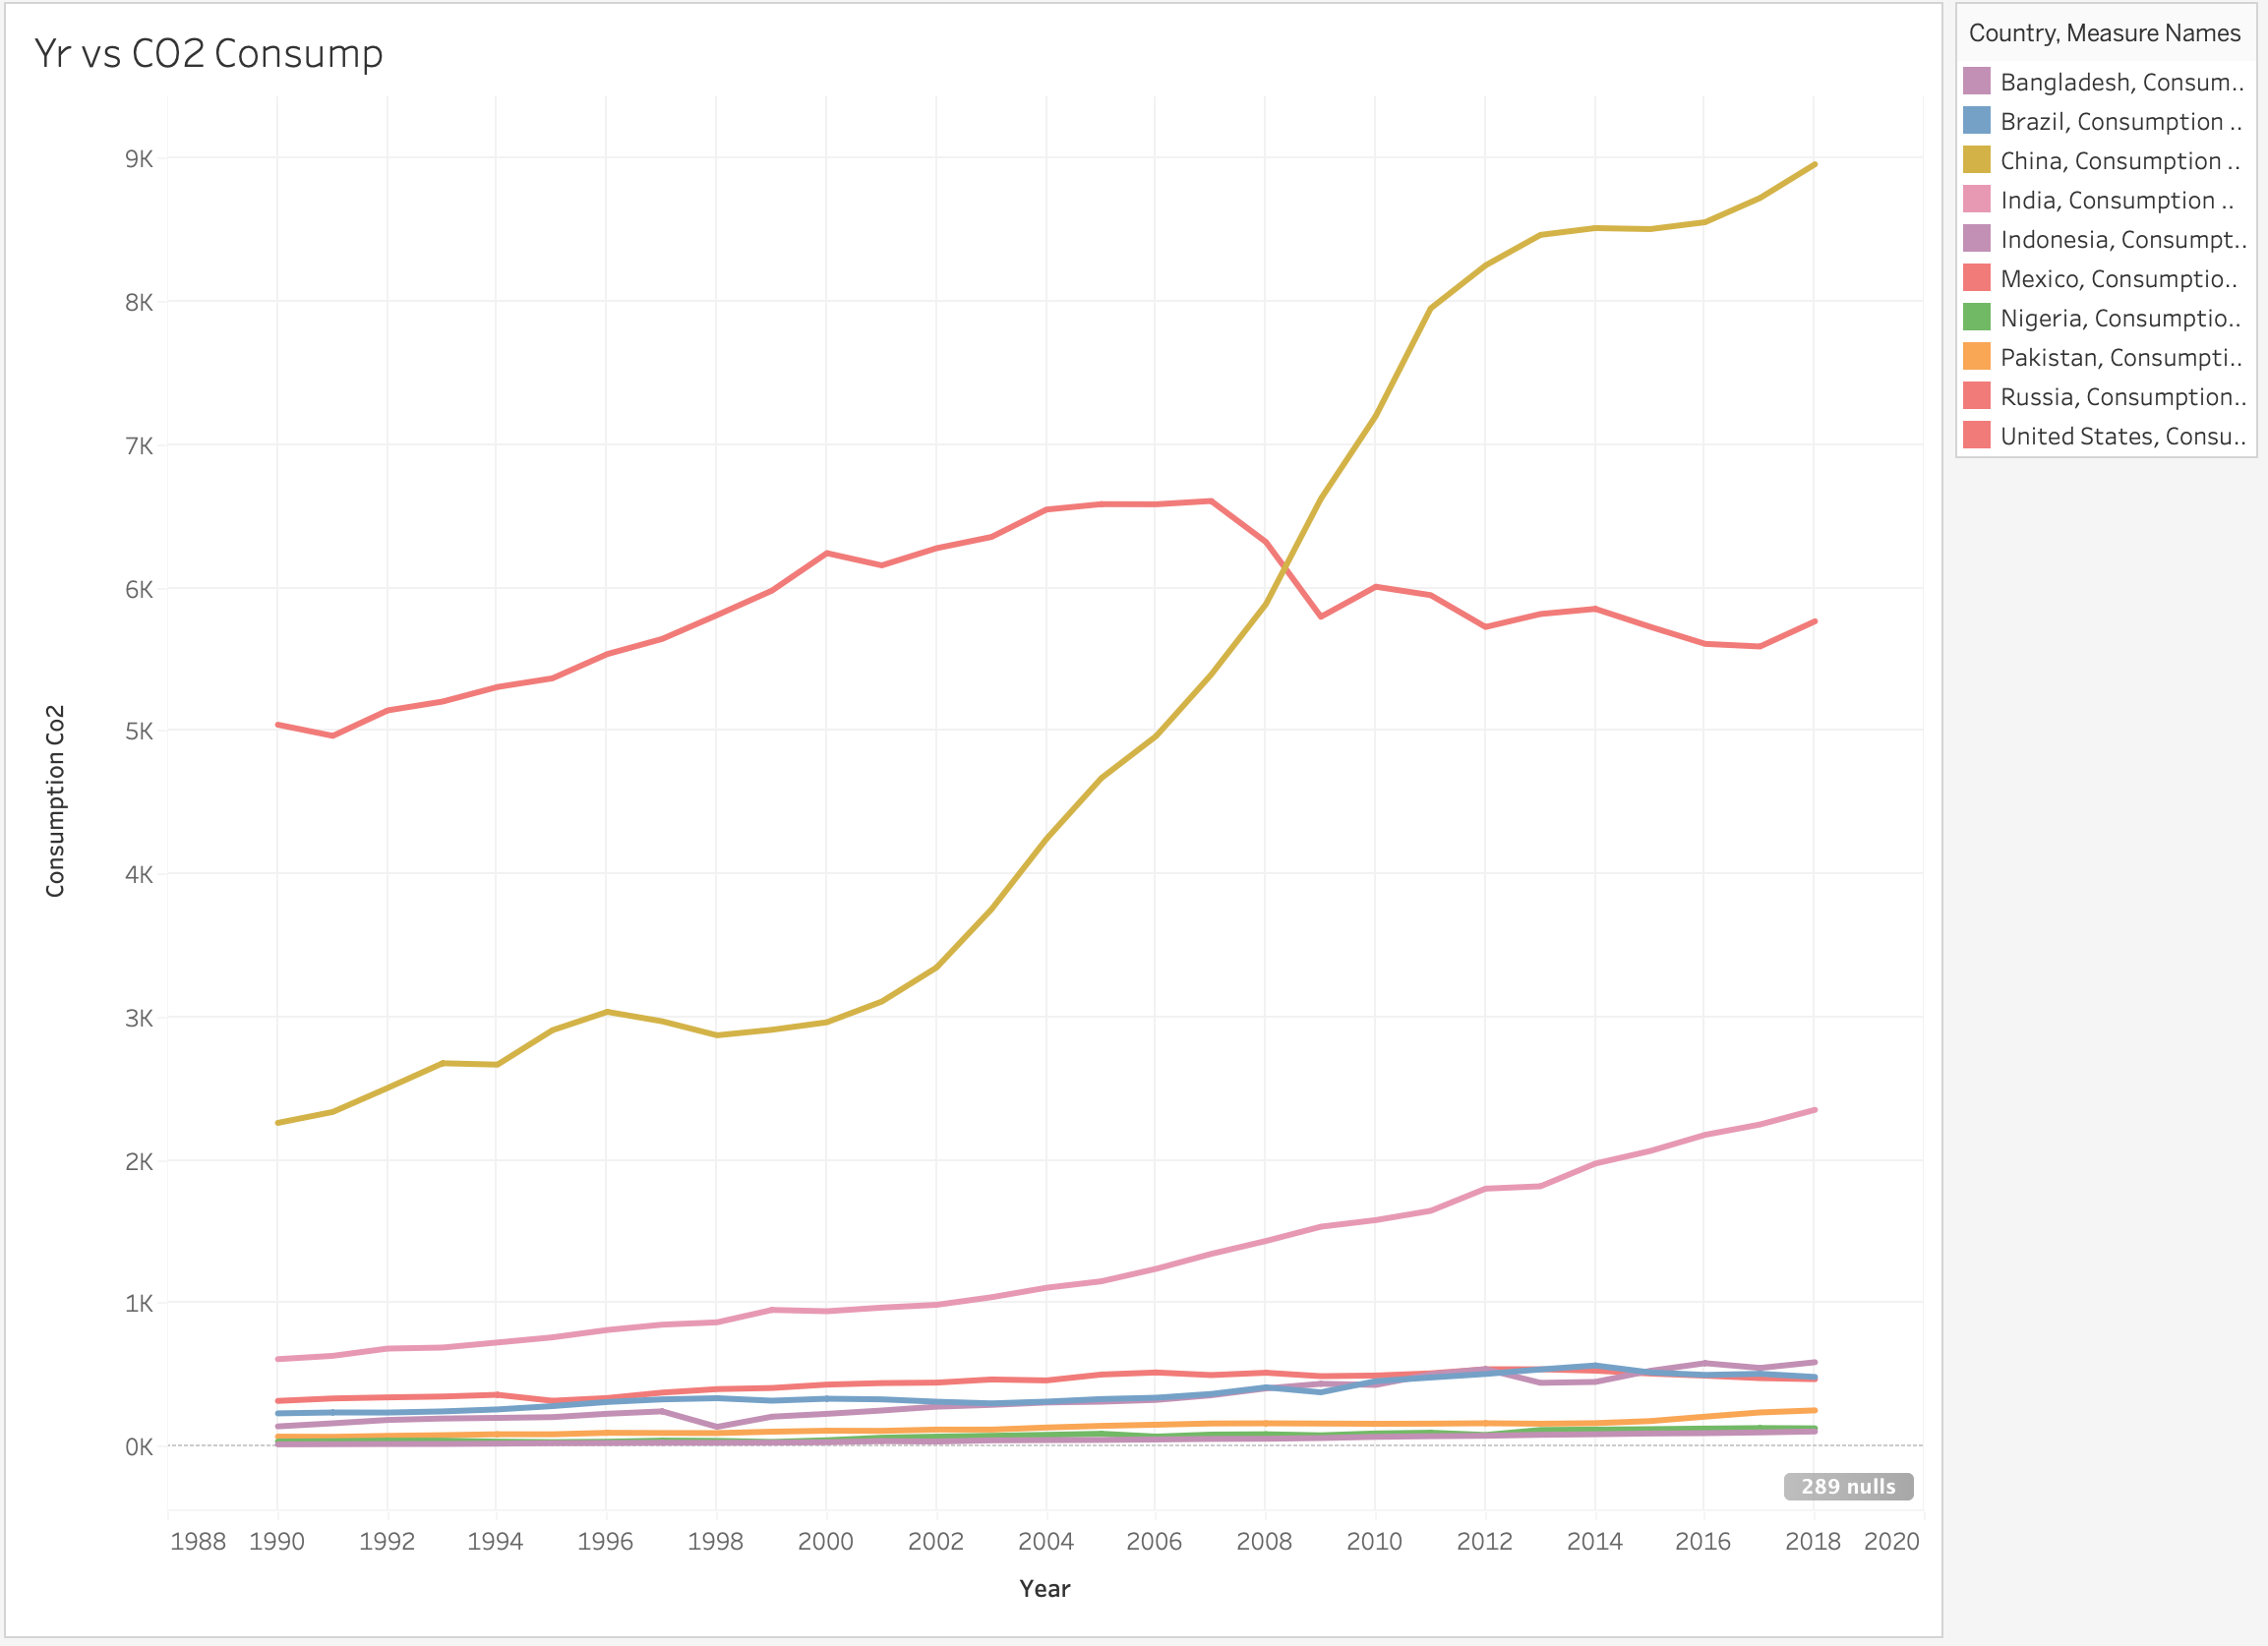 Yr vs CO2 Consump
Country, Measure Names
Bangladesh, Consum..
Brazil, Consumption ..
China, Consumption ..
India, Consumption ..
Indonesia, Consumpt..
Mexico, Consumptio..
Nigeria, Consumptio..
Pakistan, Consumpti..
Russia, Consumption..
United States, Consu..
9K
8K
7K
6K
5K
4K
3K
2K
1K
0K
Consumption Co2
289 nulls
1988 1990 1992 1994 1996 1998 2000 2002 2004 2006 2008 2010 2012 2014 2016 2018 2020
Year